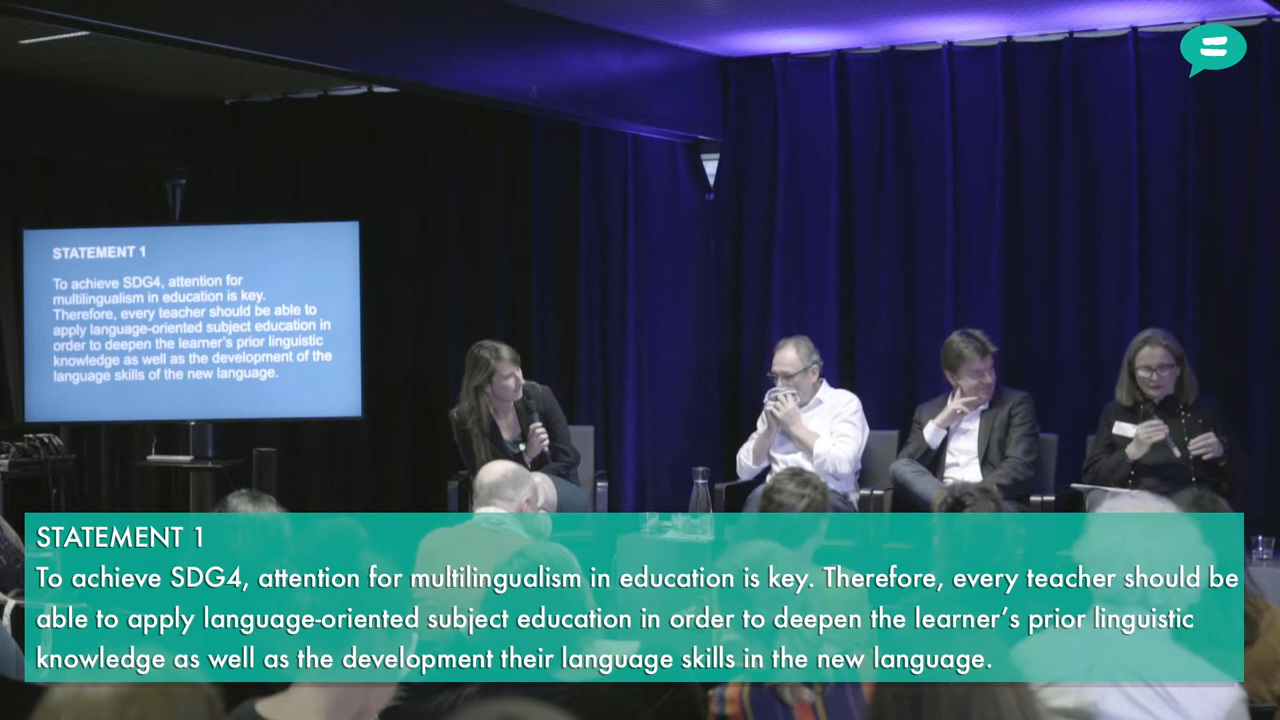 STATEMENT 1
To achieve SDG4, attention for
multilingualism in education is key.
Therefore, every teacher should be able to
apply language-oriented subject education in
order to deepen the learner's prior linguistic
knowledge as well as the development of the
language skills of the new language.
STATEMENT 1
To achieve SDG4, attention for multilingualism in education is key. Therefore, every teacher should be
able to apply language-oriented subject education in order to deepen the learner’s prior linguistic
knowledge as well as the development their language skills in the new language.